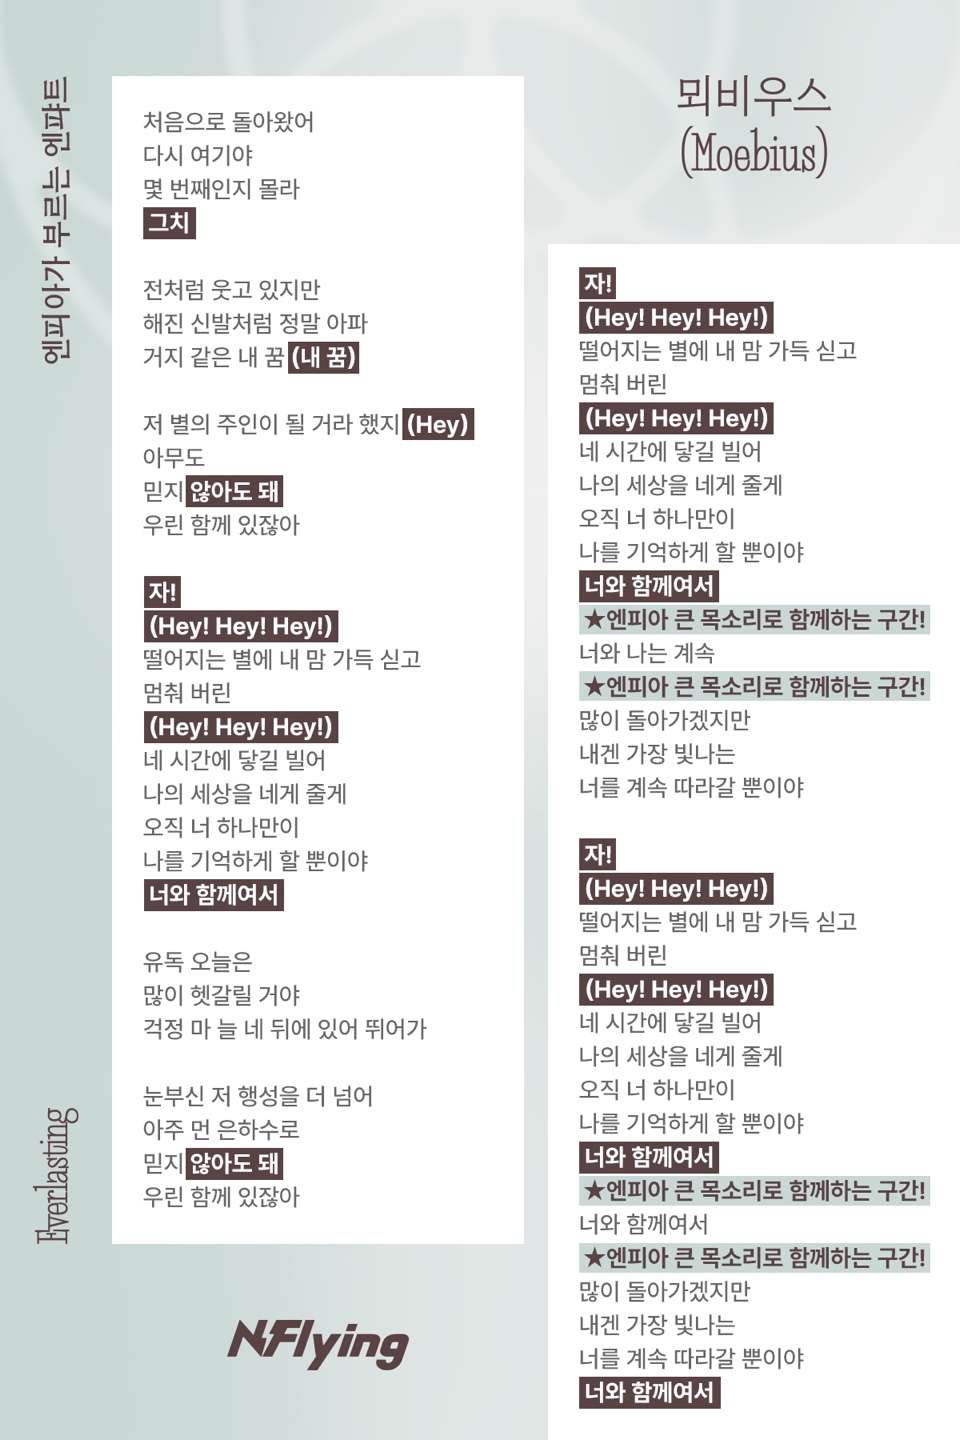 엔피아가 부르는 엔퍄트
처음으로 돌아왔어
다시 여기야
몇 번째인지 몰라
그치
전처럼 웃고 있지만
해진 신발처럼 정말 아파
거지 같은 내 꿈 (내 꿈)
저 별의 주인이 될 거라 했지 (Hey)
아무도
믿지 않아도 돼
우린 함께 있잖아
자!
(Hey! Hey! Hey!)
떨어지는 별에 내 맘 가득 싣고
멈춰 버린
(Hey! Hey! Hey!)
네 시간에 닿길 빌어
나의 세상을 네게 줄게
오직 너 하나만이
나를 기억하게 할 뿐이야
너와 함께여서
유독 오늘은
많이 헷갈릴 거야
걱정 마 늘 네 뒤에 있어 뛰어가
눈부신 저 행성을 더 넘어
아주 먼 은하수로
믿지 않아도 돼
우린 함께 있잖아
Everlasting
N.Flying
뫼비우스
(Moebius)
자!
(Hey! Hey! Hey!)
떨어지는 별에 내 맘 가득 싣고
멈춰 버린
(Hey! Hey! Hey!)
네 시간에 닿길 빌어
나의 세상을 네게 줄게
오직 너 하나만이
나를 기억하게 할 뿐이야
너와 함께여서
★엔피아 큰 목소리로 함께하는 구간!
너와 나는 계속
★엔피아 큰 목소리로 함께하는 구간!
많이 돌아가겠지만
내겐 가장 빛나는
너를 계속 따라갈 뿐이야
자!
(Hey! Hey! Hey!)
떨어지는 별에 내 맘 가득 싣고
멈춰 버린
(Hey! Hey! Hey!)
네 시간에 닿길 빌어
나의 세상을 네게 줄게
오직 너 하나만이
나를 기억하게 할 뿐이야
너와 함께여서
★엔피아 큰 목소리로 함께하는 구간!
너와 함께여서
★엔피아 큰 목소리로 함께하는 구간!
많이 돌아가겠지만
내겐 가장 빛나는
너를 계속 따라갈 뿐이야
너와 함께여서